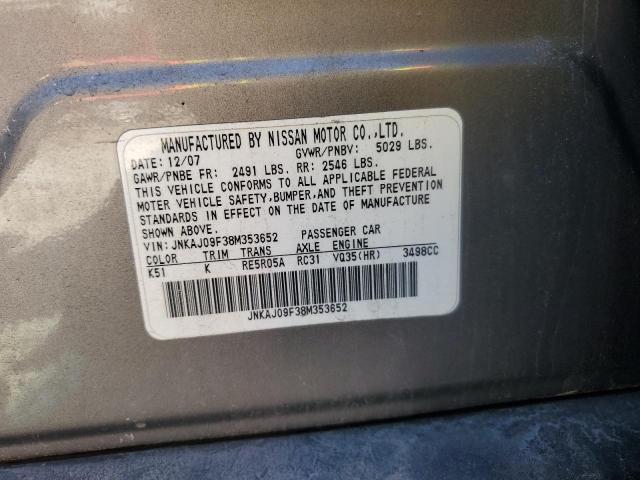 MANUFACTURED BY NISSAN MOTOR CO.,LTD.
DATE: 12/07 GVWR/PNBV: 5029 LBS.
GAWR/PNBE FR: 2491 LBS. RR: 2546 LBS.
THIS VEHICLE CONFORMS TO ALL APPLICABLE FEDERAL
MOTOR VEHICLE SAFETY,BUMPER,AND THEFT PREVENTION
STANDARDS IN EFFECT ON THE DATE OF MANUFACTURE
SHOWN ABOVE.
VIN: JNKAJ09F38M353652 PASSENGER CAR
COLOR TRIM TRANS AXLE ENGINE
K51 K RE5R05A RC31 VQ35(HR) 3498CC
JNKAJ09F38M353652